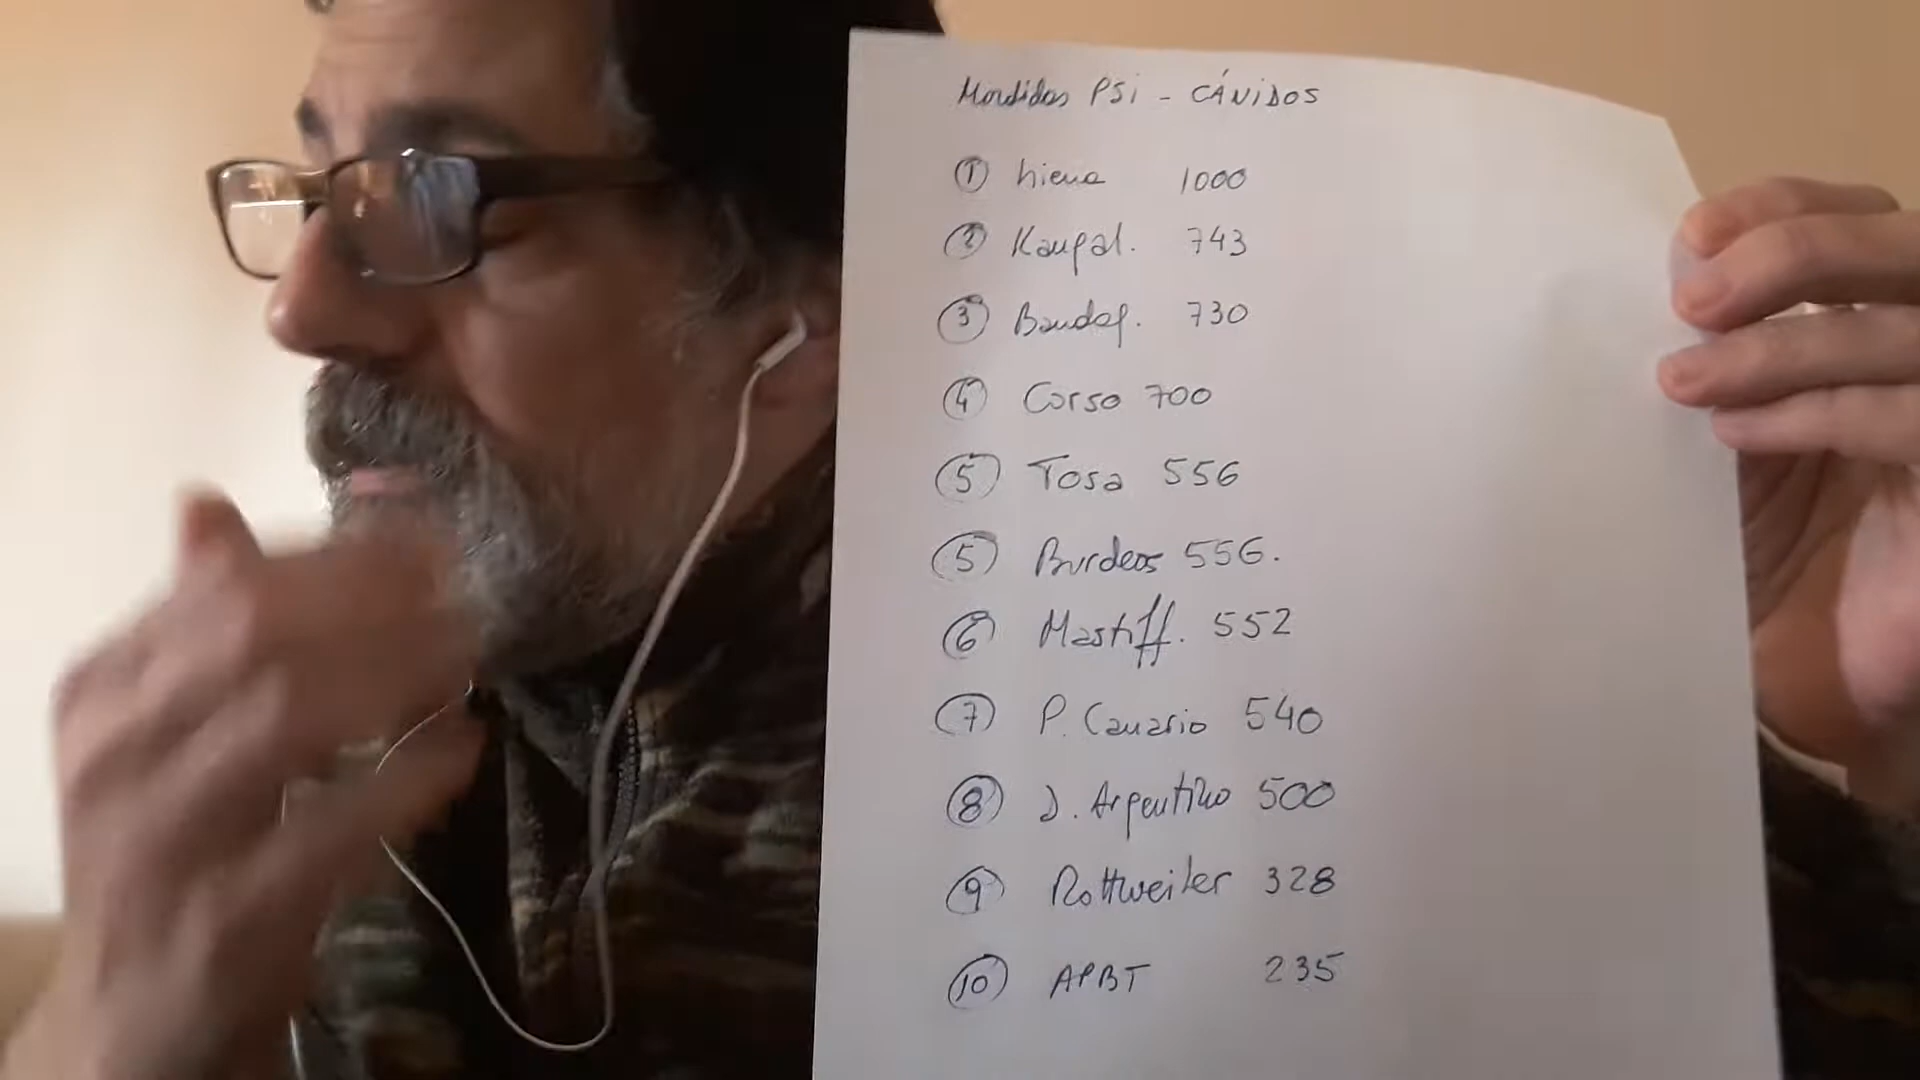 Mordidas PSi - CÁNIDOS
1 hiena 1000
2 Kangal. 743
3 Bandog. 730
4 Corso 700
5 Tosa 556
5 Burdeos 556.
6 Mastiff. 552
7 P. Canario 540
8 D. Argentino 500
9 Rottweiler 328
10 APBT 235